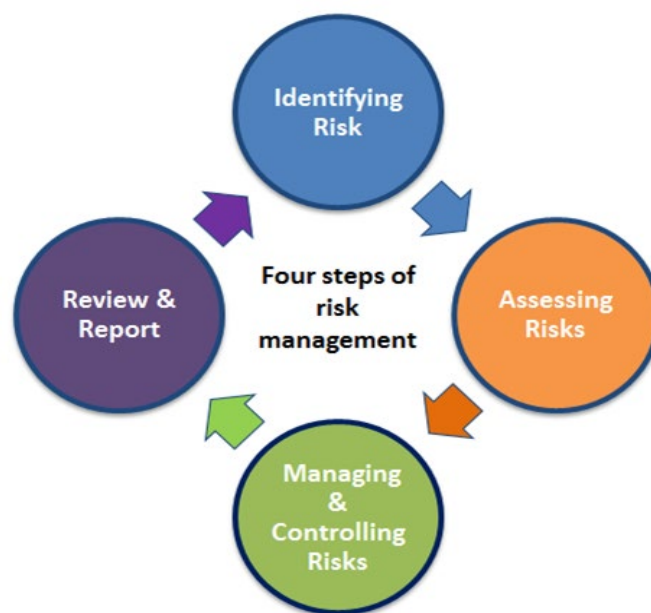 Identifying
Risk
Assessing
Risks
Managing
&
Controlling
Risks
Review &
Report
Four steps of
risk
management